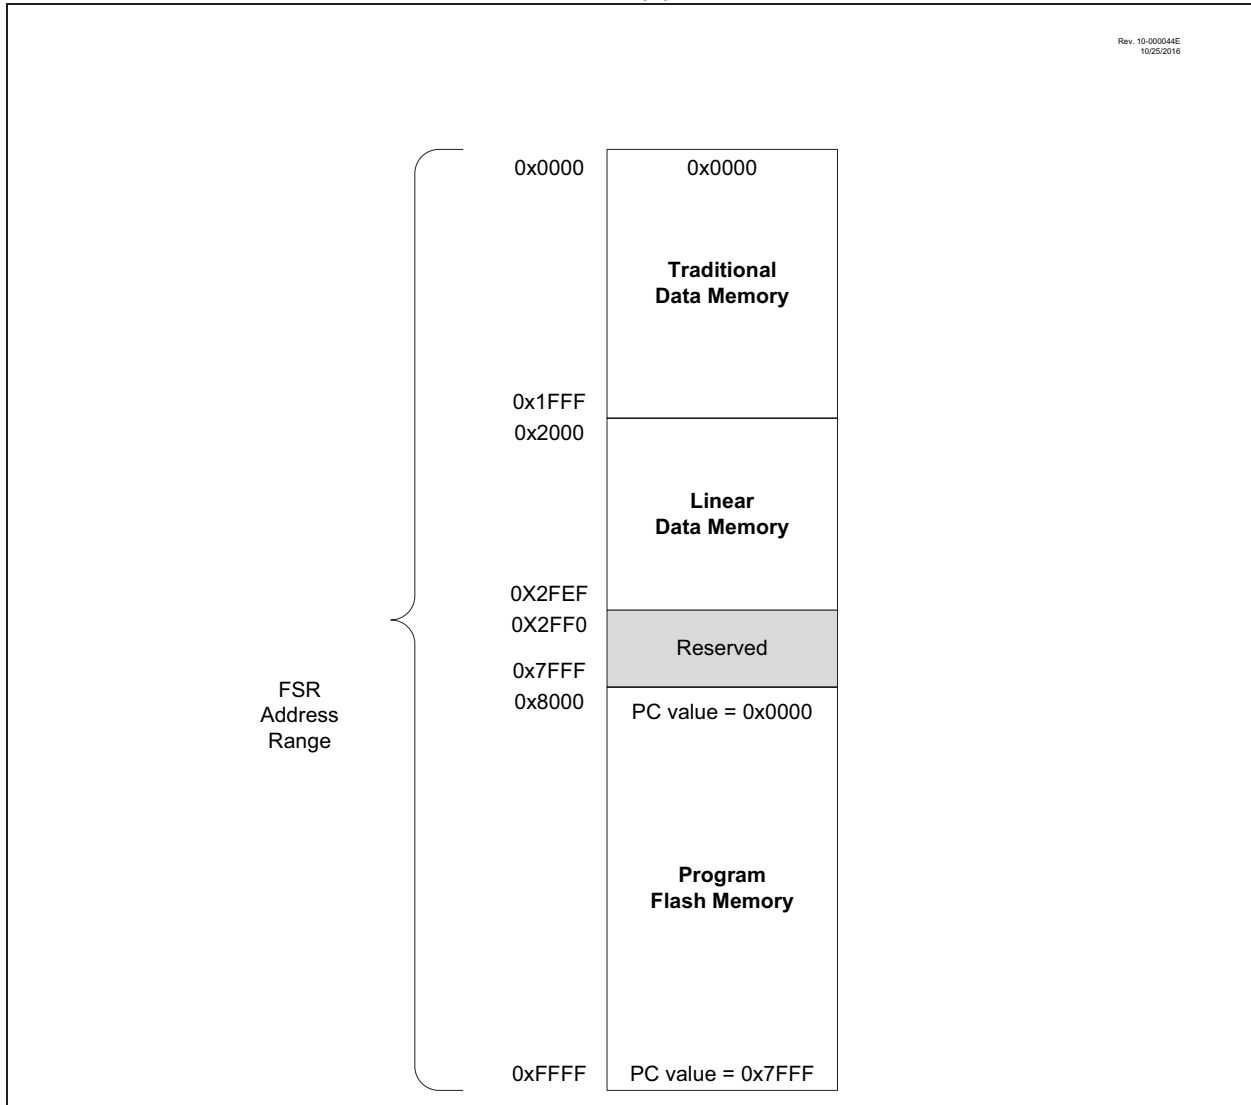 Rev. 10-000044E
10/25/2016
0x0000
0x0000
Traditional
Data Memory
0x1FFF
0x2000
Linear
Data Memory
0X2FEF
0X2FF0
Reserved
0x7FFF
0x8000
PC value = 0x0000
FSR
Address
Range
Program
Flash Memory
0xFFFF
PC value = 0x7FFF